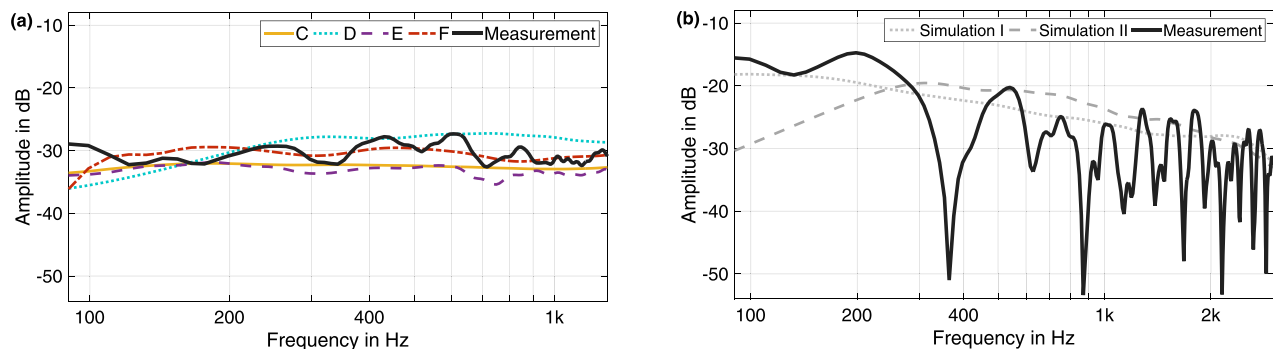 (a)
C D E F Measurement
-10
-20
-30
-40
-50
Amplitude in dB
100 200 400 1k
Frequency in Hz
(b)
Simulation I Simulation II Measurement
-10
-20
-30
-40
-50
Amplitude in dB
100 200 400 1k 2k
Frequency in Hz